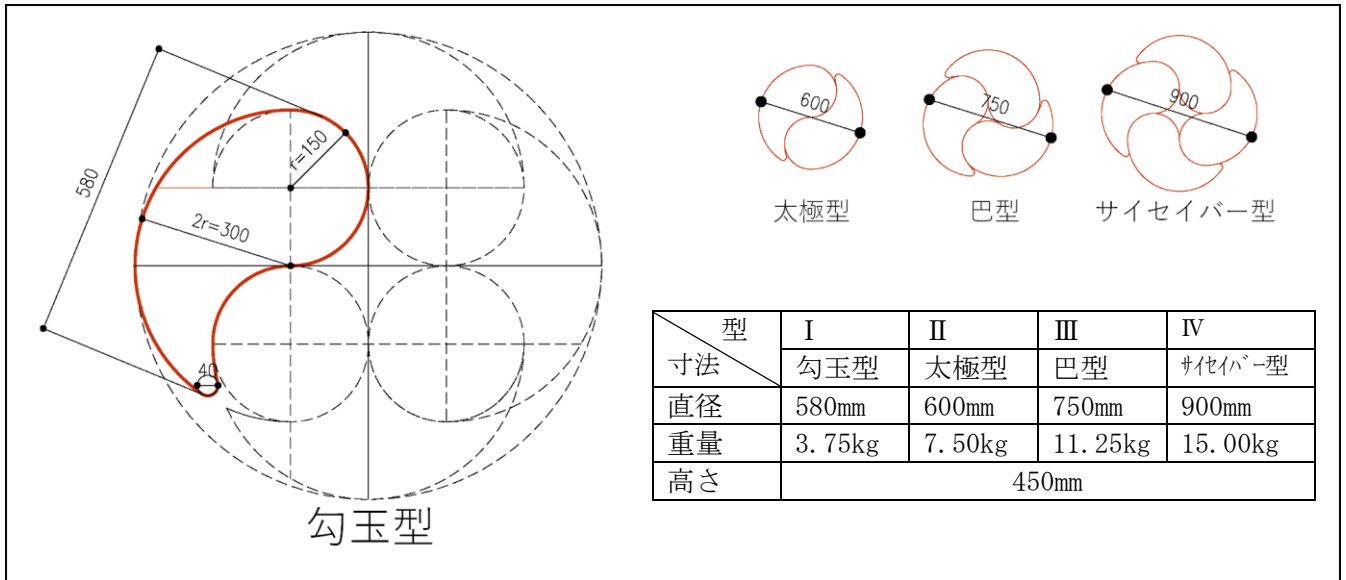 580
r=150
2r=300
40
勾玉型
600
750
900
太極型
巴型
サイセイバー型
型
寸法
Ⅰ
Ⅱ
Ⅲ
Ⅳ
勾玉型
太極型
巴型
ｻｲｾｲﾊﾞｰ型
直径
580㎜
600㎜
750㎜
900㎜
重量
3.75kg
7.50kg
11.25kg
15.00kg
高さ
450㎜